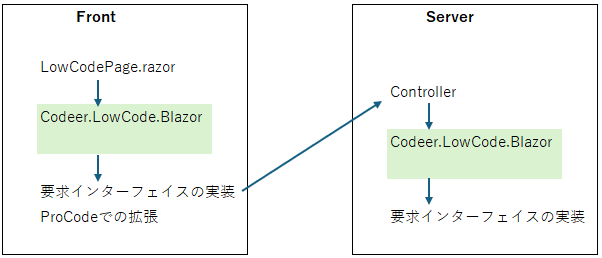 Front
LowCodePage.razor
Codeer.LowCode.Blazor
要求インターフェイスの実装
ProCodeでの拡張
Server
Controller
Codeer.LowCode.Blazor
要求インターフェイスの実装